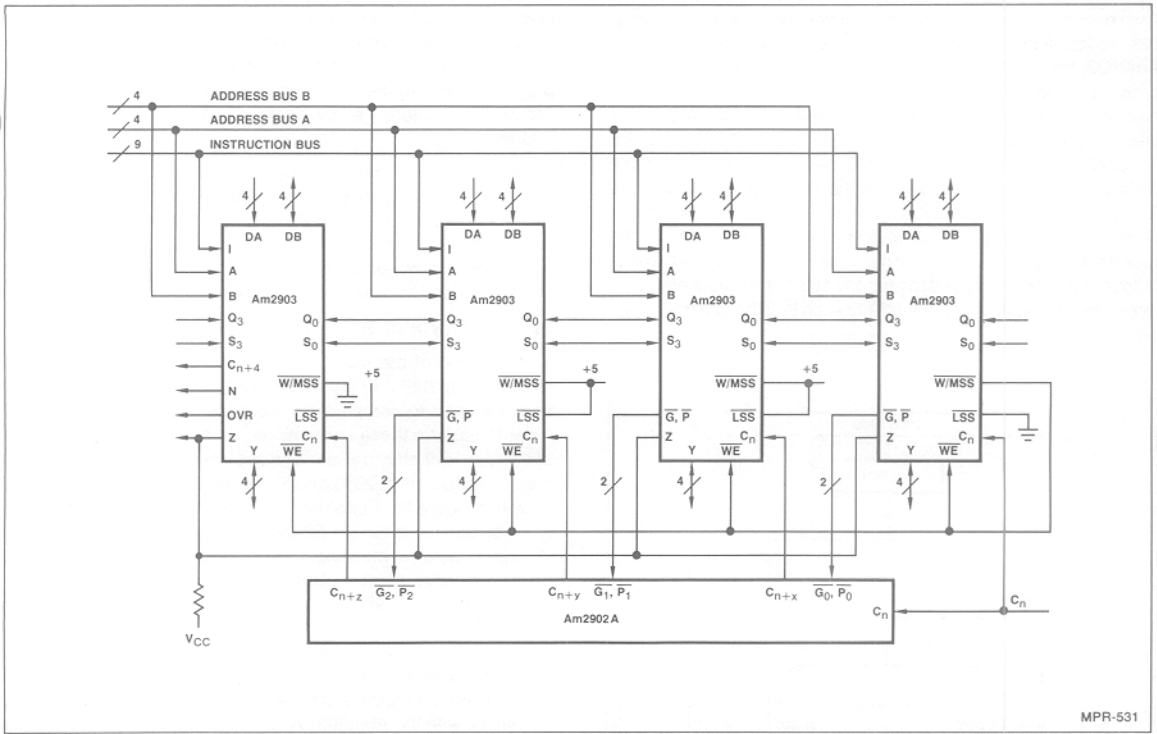 4 ADDRESS BUS B
4 ADDRESS BUS A
9 INSTRUCTION BUS
4 4 4 4 4 4 4 4
DA DB DA DB DA DB DA DB
I I I I
A A A A
B Am2903 B Am2903 B Am2903 B Am2903
Q3 Q0 Q3 Q0 Q3 Q0 Q3 Q0
S3 S0 S3 S0 S3 S0 S3 S0
Cn+4
+5 +5 +5
N W/MSS W/MSS W/MSS W/MSS
OVR LSS G, P LSS G, P LSS G, P LSS
Z Cn Z Cn Z Cn Z Cn
Y WE Y WE Y WE Y WE
4 2 4 2 4 2 4
Cn+z G2, P2 Cn+y G1, P1 Cn+x G0, P0 Cn Cn
Am2902A
VCC
MPR-531